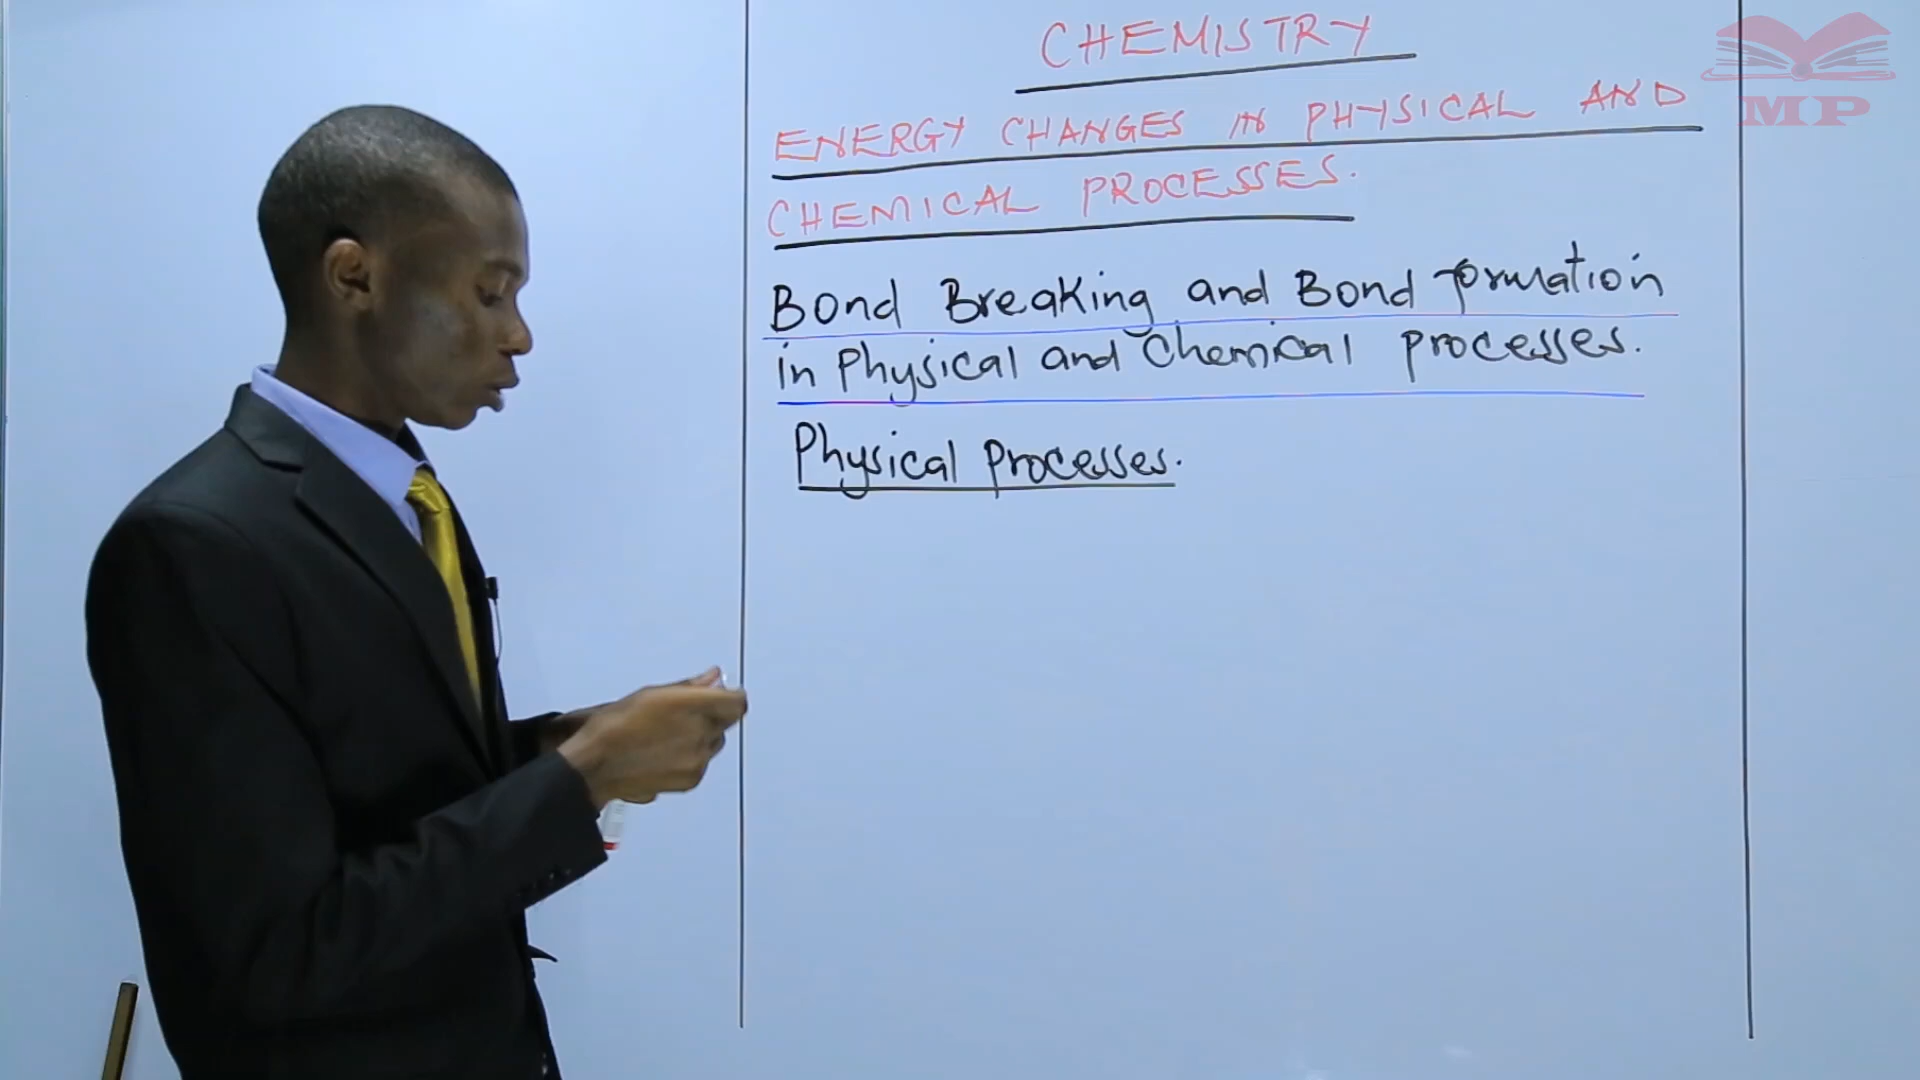 CHEMISTRY
ENERGY CHANGES IN PHYSICAL AND
CHEMICAL PROCESSES.
Bond Breaking and Bond formation
in Physical and Chemical processes.
Physical Processes.
MP